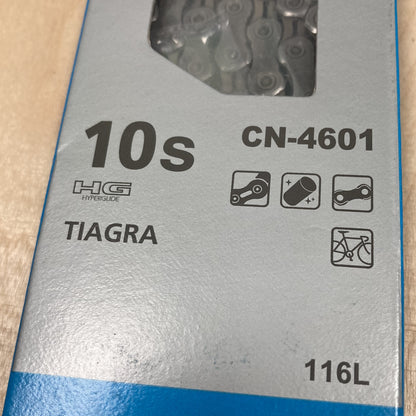 10s
CN-4601
HG
HYPERGLIDE
TIAGRA
116L